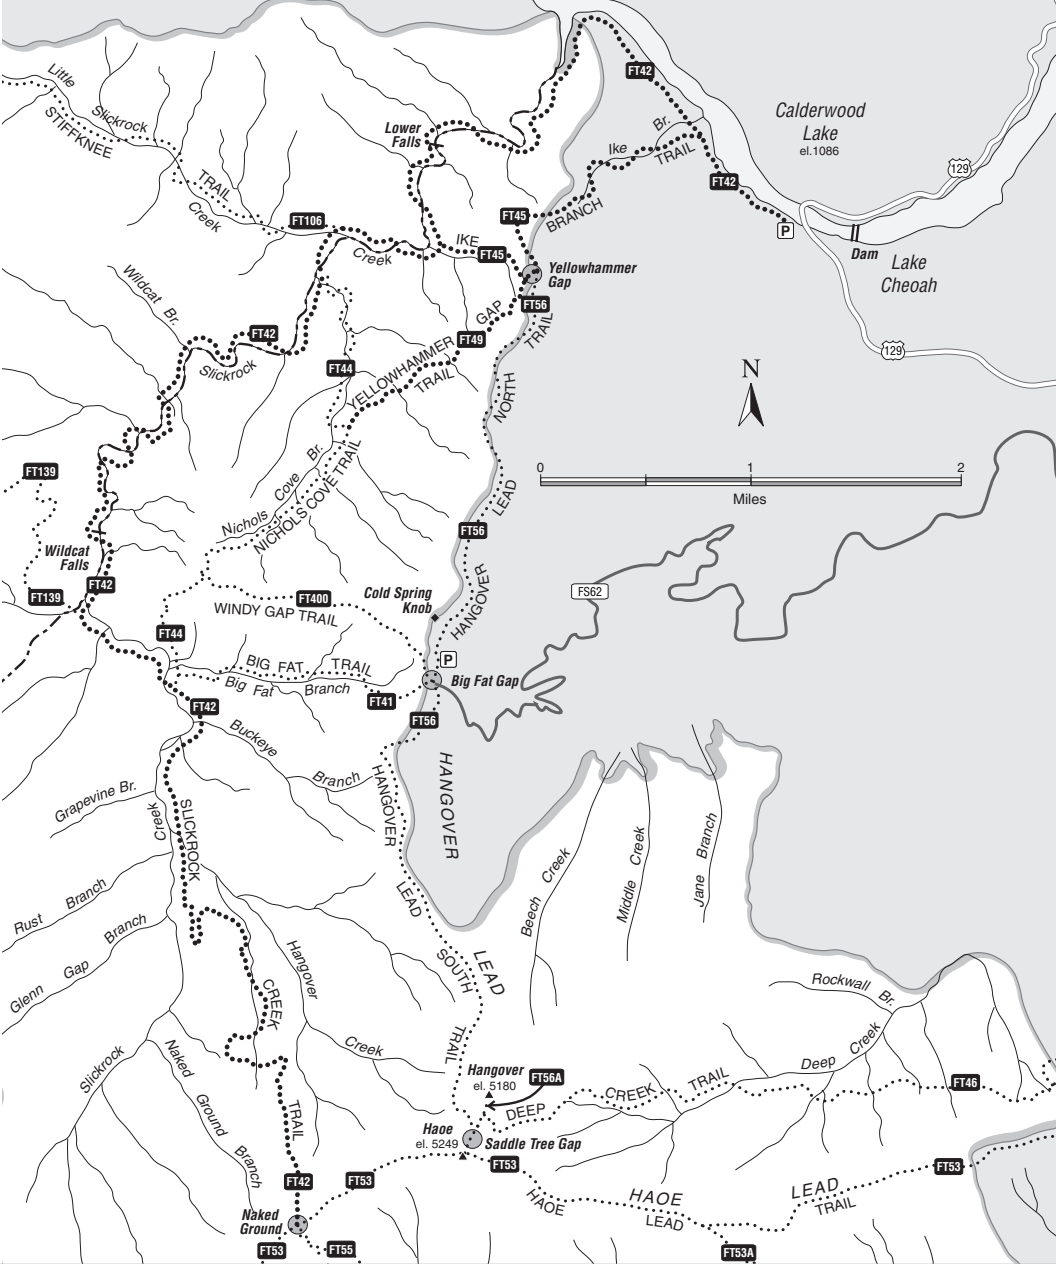 Little
Slickrock
STIFFKNEE
TRAIL
Creek
FT106
Lower
Falls
FT42
Ike
Br.
TRAIL
BRANCH
FT45
IKE
FT45
Creek
FT42
Calderwood
Lake
el.1086
129
P
Dam
Lake
Cheoah
129
Yellowhammer
Gap
FT56
TRAIL
Wildcat Br.
FT42
Slickrock
FT44
YELLOWHAMMER
GAP
FT49
TRAIL
NORTH
N
0
1
2
Miles
FT139
Nichols
Cove
Br.
NICHOLS COVE TRAIL
LEAD
FT56
HANGOVER
Wildcat
Falls
FT42
FT139
Cold Spring
Knob
FT400
WINDY GAP TRAIL
FS62
FT44
BIG FAT
TRAIL
Big Fat
Branch
FT41
P
Big Fat Gap
FT56
FT42
Buckeye
Branch
HANGOVER
HANGOVER
Grapevine Br.
Creek
SLICKROCK
Beech Creek
Middle Creek
Jane Branch
LEAD
Rust
Branch
Glenn
Gap
Branch
SOUTH
LEAD
Hangover
CREEK
Creek
TRAIL
Rockwall Br.
Deep
Creek
Slickrock
Naked
Ground
Branch
TRAIL
Hangover
el. 5180
FT56A
DEEP
CREEK
TRAIL
FT46
Haoe
el. 5249
Saddle Tree Gap
FT53
FT53
FT53
HAOE
HAOE
LEAD
LEAD
TRAIL
FT42
Naked
Ground
FT53
FT55
FT53A